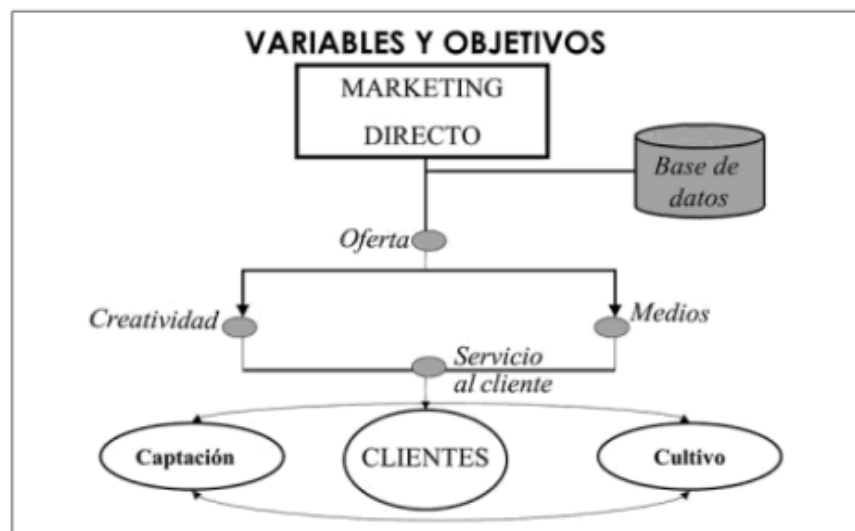 VARIABLES Y OBJETIVOS
MARKETING
DIRECTO
Base de
datos
Oferta
Creatividad
Medios
Servicio
al cliente
Captación
CLIENTES
Cultivo